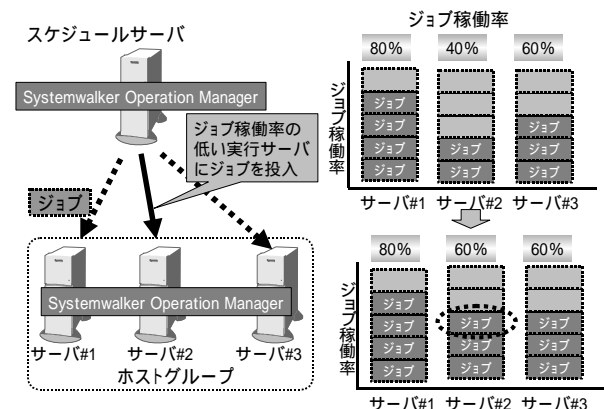 スケジュールサーバ
Systemwalker Operation Manager
ジョブ稼働率の
低い実行サーバ
にジョブを投入
ジョブ
Systemwalker Operation Manager
サーバ#1 サーバ#2 サーバ#3
ホストグループ
ジョブ稼働率
80% 40% 60%
ジョブ稼働率
ジョブ
ジョブ ジョブ
ジョブ ジョブ ジョブ
ジョブ ジョブ ジョブ
サーバ#1 サーバ#2 サーバ#3
80% 60% 60%
ジョブ稼働率
ジョブ
ジョブ ジョブ ジョブ
ジョブ ジョブ ジョブ
ジョブ ジョブ ジョブ
サーバ#1 サーバ#2 サーバ#3